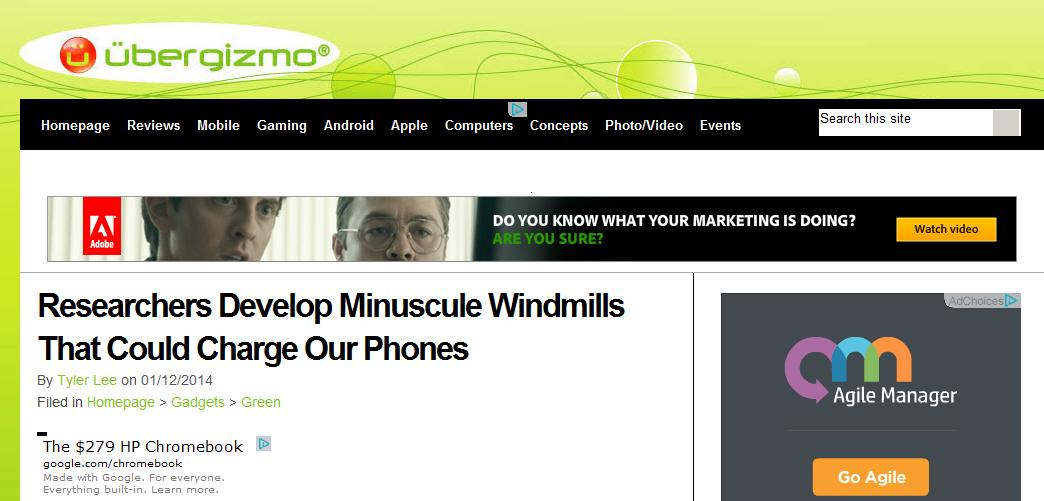 übergizmo®
Homepage Reviews Mobile Gaming Android Apple Computers Concepts Photo/Video Events
Search this site
Adobe
DO YOU KNOW WHAT YOUR MARKETING IS DOING?
ARE YOU SURE?
Watch video
Researchers Develop Minuscule Windmills
That Could Charge Our Phones
By Tyler Lee on 01/12/2014
Filed in Homepage > Gadgets > Green
The $279 HP Chromebook
google.com/chromebook
Made with Google. For everyone.
Everything built-in. Learn more.
AdChoices
am
Agile Manager
Go Agile